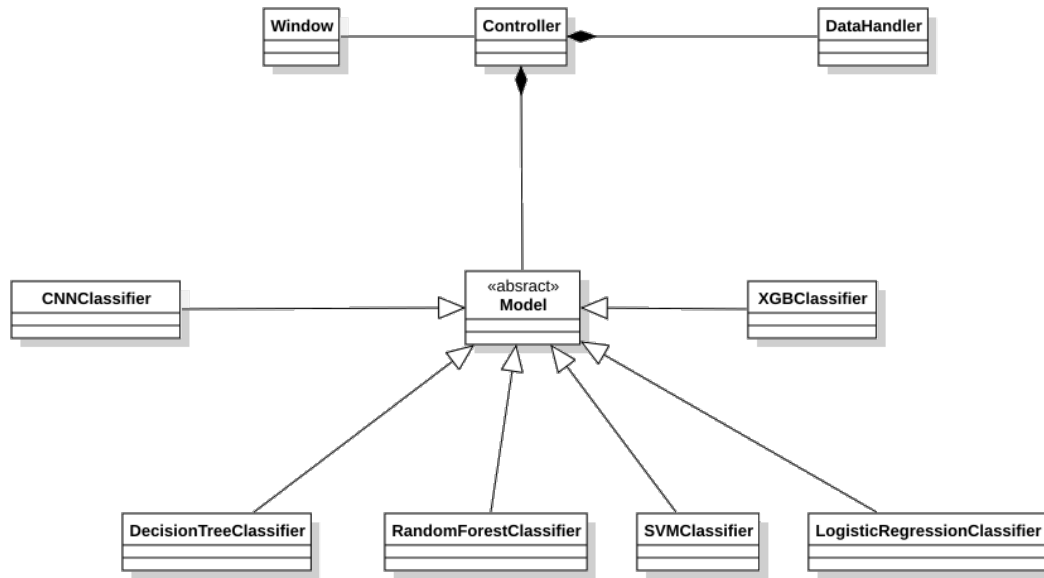 Window
Controller
DataHandler
«absract»
Model
CNNClassifier
XGBClassifier
DecisionTreeClassifier
RandomForestClassifier
SVMClassifier
LogisticRegressionClassifier